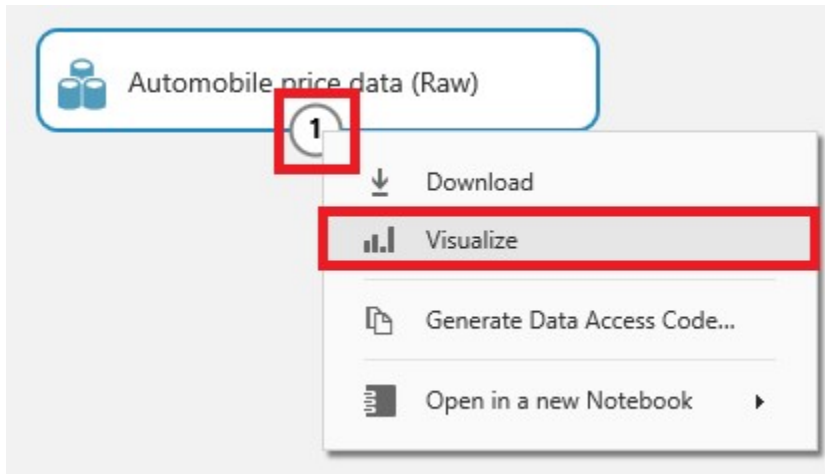 Automobile price data (Raw)
1
Download
Visualize
Generate Data Access Code...
Open in a new Notebook